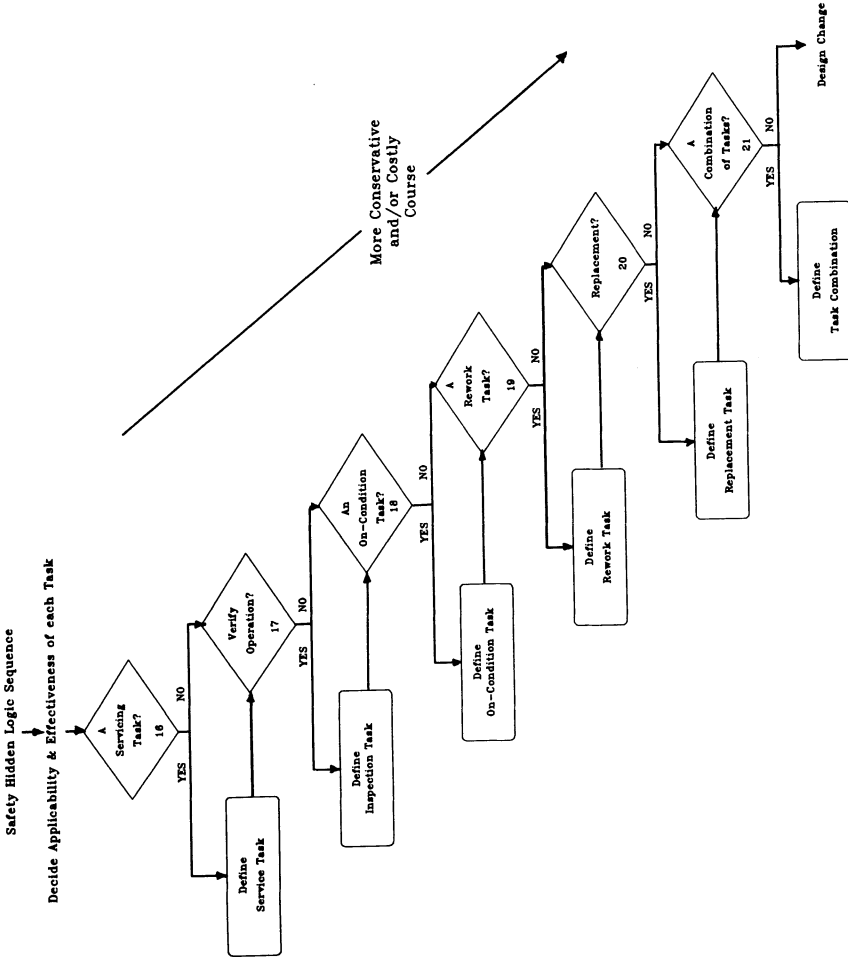 Safety Hidden Logic Sequence
Decide Applicability & Effectiveness of each Task
A
Servicing
Task?
16
YES
NO
Define
Service Task
Verify
Operation?
17
YES
NO
Define
Inspection Task
An
On-Condition
Task?
18
YES
NO
Define
On-Condition Task
A
Rework
Task?
19
YES
NO
Define
Rework Task
Replacement?
20
YES
NO
Define
Replacement Task
A
Combination
of Tasks?
21
YES
NO
Define
Task Combination
Design Change
More Conservative
and/or Costly
Course